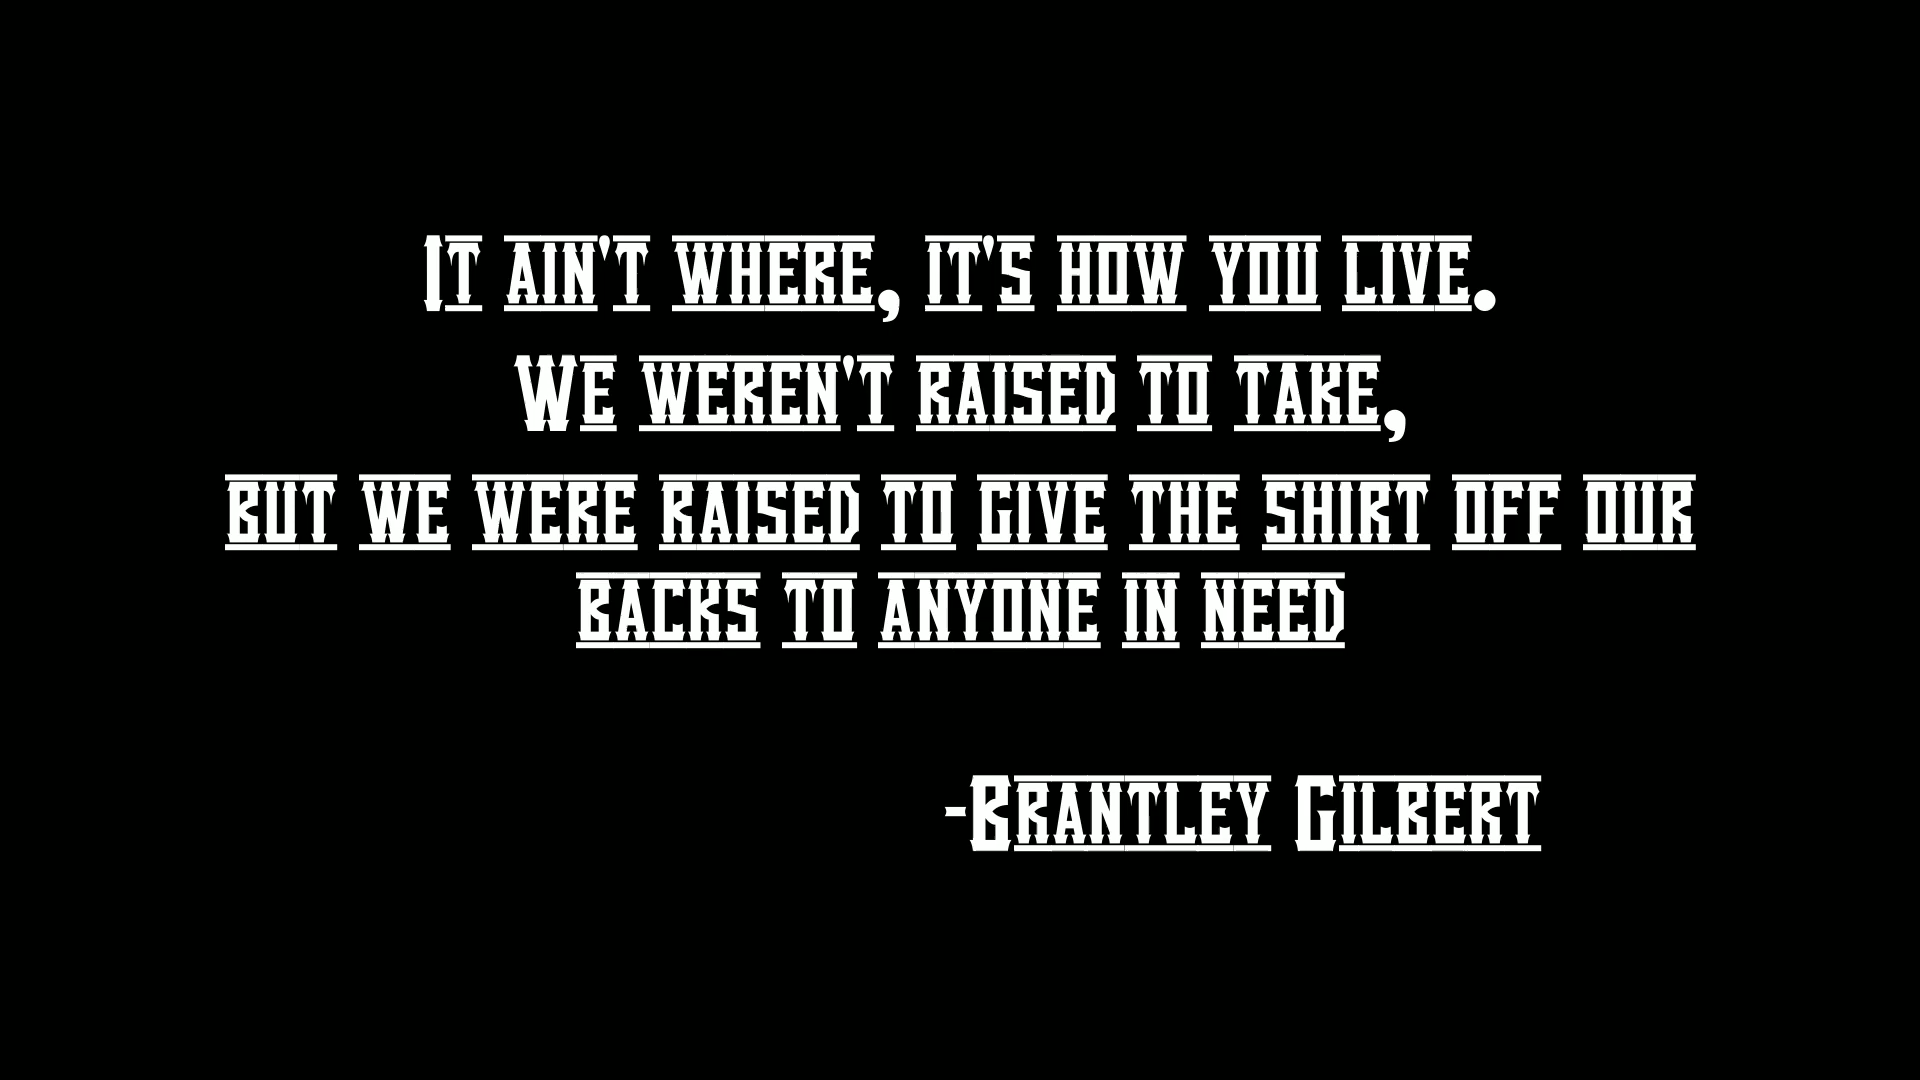 It ain't where, it's how you live.
We weren't raised to take,
but we were raised to give the shirt off our
backs to anyone in need
-Brantley Gilbert